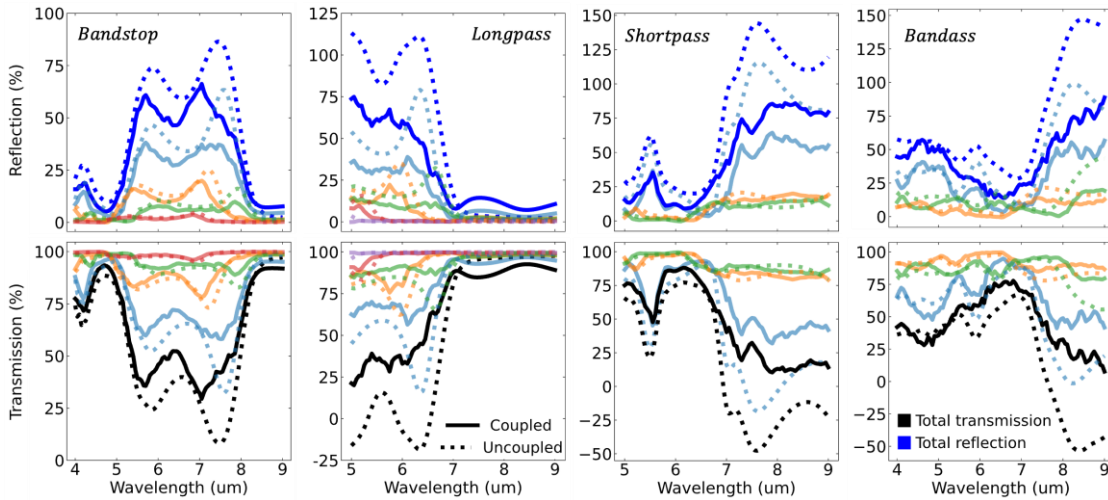 Bandstop
Reflection (%)
100
75
50
25
0
Longpass
125
100
75
50
25
0
Shortpass
150
125
100
75
50
25
0
Bandass
150
125
100
75
50
25
0
Transmission (%)
100
75
50
25
0
4 5 6 7 8 9
Wavelength (um)
100
75
50
25
0
-25
Coupled
Uncoupled
5 6 7 8 9
Wavelength (um)
100
75
50
25
0
−25
−50
5 6 7 8 9
Wavelength (um)
100
75
50
25
0
−25
−50
Total transmission
Total reflection
4 5 6 7 8 9
Wavelength (um)